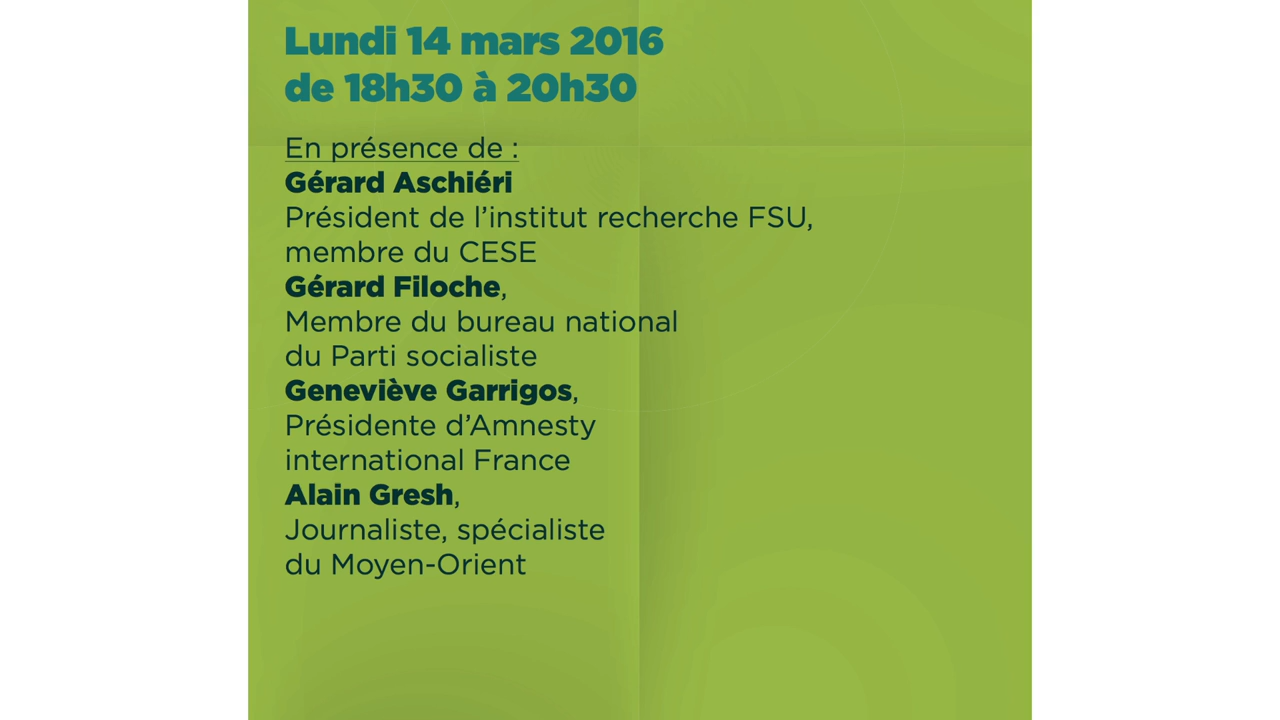 Lundi 14 mars 2016
de 18h30 à 20h30
En présence de :
Gérard Aschiéri
Président de l’institut recherche FSU,
membre du CESE
Gérard Filoche,
Membre du bureau national
du Parti socialiste
Geneviève Garrigos,
Présidente d’Amnesty
international France
Alain Gresh,
Journaliste, spécialiste
du Moyen-Orient